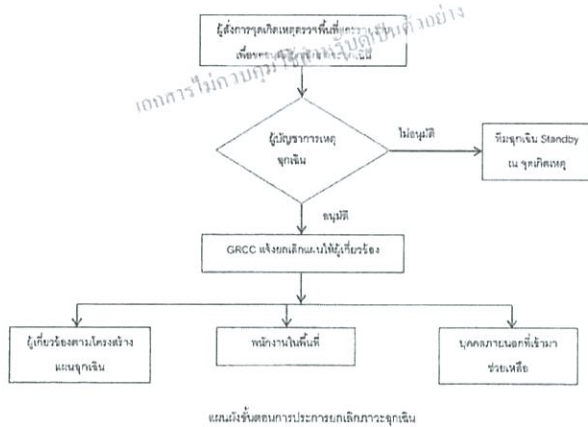 ผู้สั่งการจุดเกิดเหตุตรวจพื้นที่
เอกสารไม่ควบคุมใช้สำหรับดูเป็นตัวอย่าง
ผู้บัญชาการเหตุ
ฉุกเฉิน
ไม่อนุมัติ
ทีมฉุกเฉิน Standby
ณ จุดเกิดเหตุ
อนุมัติ
GRCC แจ้งยกเลิกแผนให้ผู้เกี่ยวข้อง
ผู้เกี่ยวข้องตามโครงสร้าง
แผนฉุกเฉิน
พนักงานในพื้นที่
บุคคลภายนอกที่เข้ามา
ช่วยเหลือ
แผนผังขั้นตอนการประการยกเลิกภาวะฉุกเฉิน